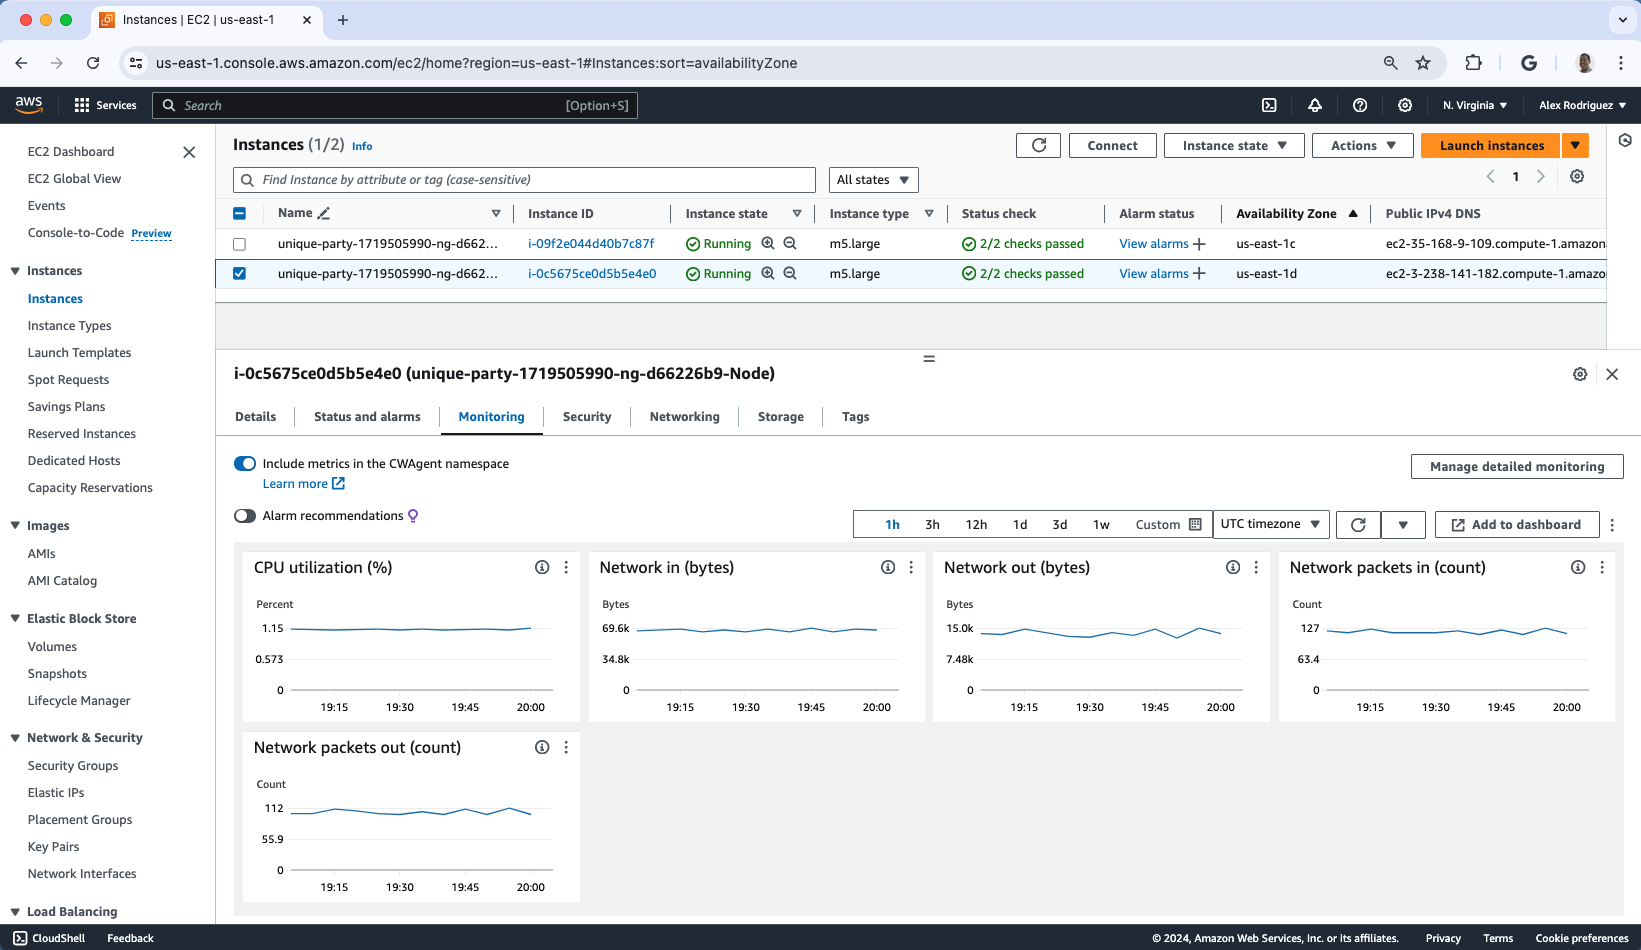 Instances | EC2 | us-east-1
us-east-1.console.aws.amazon.com/ec2/home?region=us-east-1#Instances:sort=availabilityZone
aws Services Search [Option+S] N. Virginia Alex Rodriguez
EC2 Dashboard
EC2 Global View
Events
Console-to-Code Preview
Instances
Instances
Instance Types
Launch Templates
Spot Requests
Savings Plans
Reserved Instances
Dedicated Hosts
Capacity Reservations
Images
AMIs
AMI Catalog
Elastic Block Store
Volumes
Snapshots
Lifecycle Manager
Network & Security
Security Groups
Elastic IPs
Placement Groups
Key Pairs
Network Interfaces
Load Balancing
Instances (1/2) Info Connect Instance state Actions Launch instances
Find Instance by attribute or tag (case-sensitive) All states 1
Name Instance ID Instance state Instance type Status check Alarm status Availability Zone Public IPv4 DNS
unique-party-1719505990-ng-d662... i-09f2e044d40b7c87f Running m5.large 2/2 checks passed View alarms us-east-1c ec2-35-168-9-109.compute-1.amazon
unique-party-1719505990-ng-d662... i-0c5675ce0d5b5e4e0 Running m5.large 2/2 checks passed View alarms us-east-1d ec2-3-238-141-182.compute-1.amazo
i-0c5675ce0d5b5e4e0 (unique-party-1719505990-ng-d66226b9-Node)
Details Status and alarms Monitoring Security Networking Storage Tags
Include metrics in the CWAgent namespace
Learn more
Manage detailed monitoring
Alarm recommendations
1h 3h 12h 1d 3d 1w Custom UTC timezone Add to dashboard
CPU utilization (%)
Percent
1.15
0.573
0
19:15 19:30 19:45 20:00
Network in (bytes)
Bytes
69.6k
34.8k
0
19:15 19:30 19:45 20:00
Network out (bytes)
Bytes
15.0k
7.48k
0
19:15 19:30 19:45 20:00
Network packets in (count)
Count
127
63.4
0
19:15 19:30 19:45 20:00
Network packets out (count)
Count
112
55.9
0
19:15 19:30 19:45 20:00
CloudShell Feedback © 2024, Amazon Web Services, Inc. or its affiliates. Privacy Terms Cookie preferences